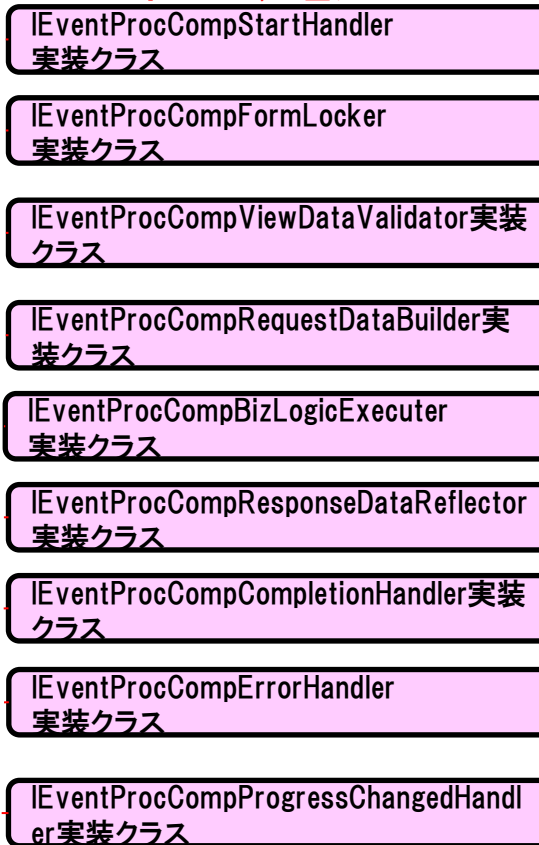 IEventProcCompStartHandler
実装クラス
IEventProcCompFormLocker
実装クラス
IEventProcCompViewDataValidator実装
クラス
IEventProcCompRequestDataBuilder実
装クラス
IEventProcCompBizLogicExecuter
実装クラス
IEventProcCompResponseDataReflector
実装クラス
IEventProcCompCompletionHandler実装
クラス
IEventProcCompErrorHandler
実装クラス
IEventProcCompProgressChangedHandl
er実装クラス